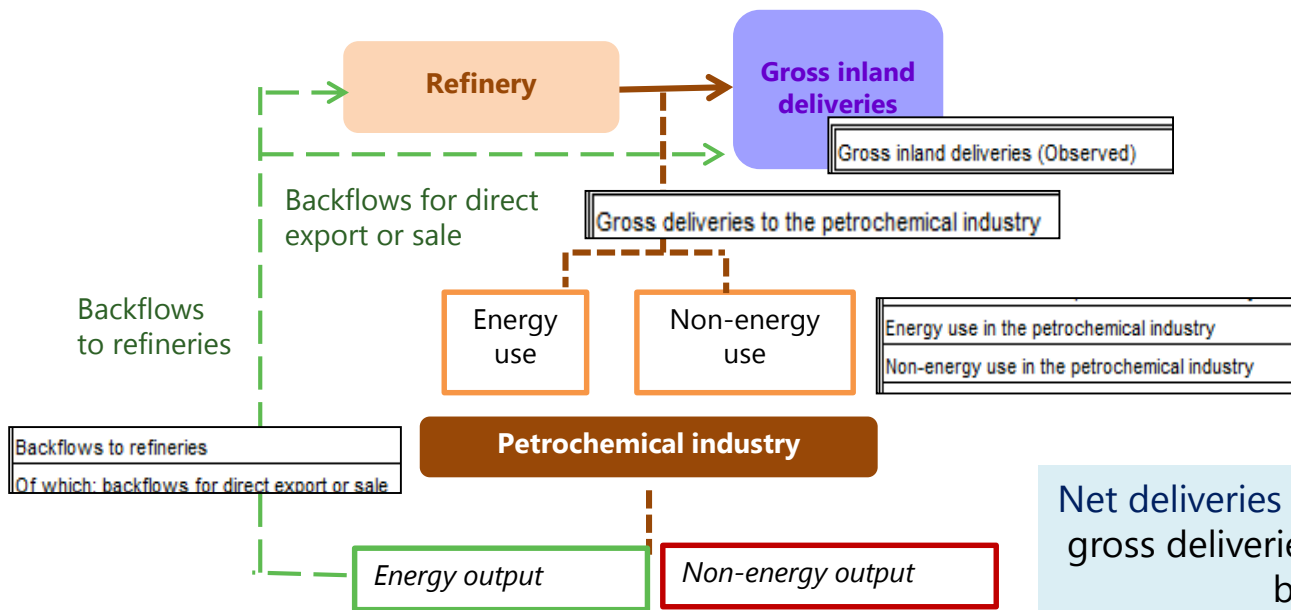 Refinery
Gross inland
deliveries
Gross inland deliveries (Observed)
Backflows for direct
export or sale
Gross deliveries to the petrochemical industry
Backflows
to refineries
Energy
use
Non-energy
use
Energy use in the petrochemical industry
Non-energy use in the petrochemical industry
Petrochemical industry
Backflows to refineries
Of which: backflows for direct export or sale
Net deliveries
gross deliverie
b
Energy output
Non-energy output